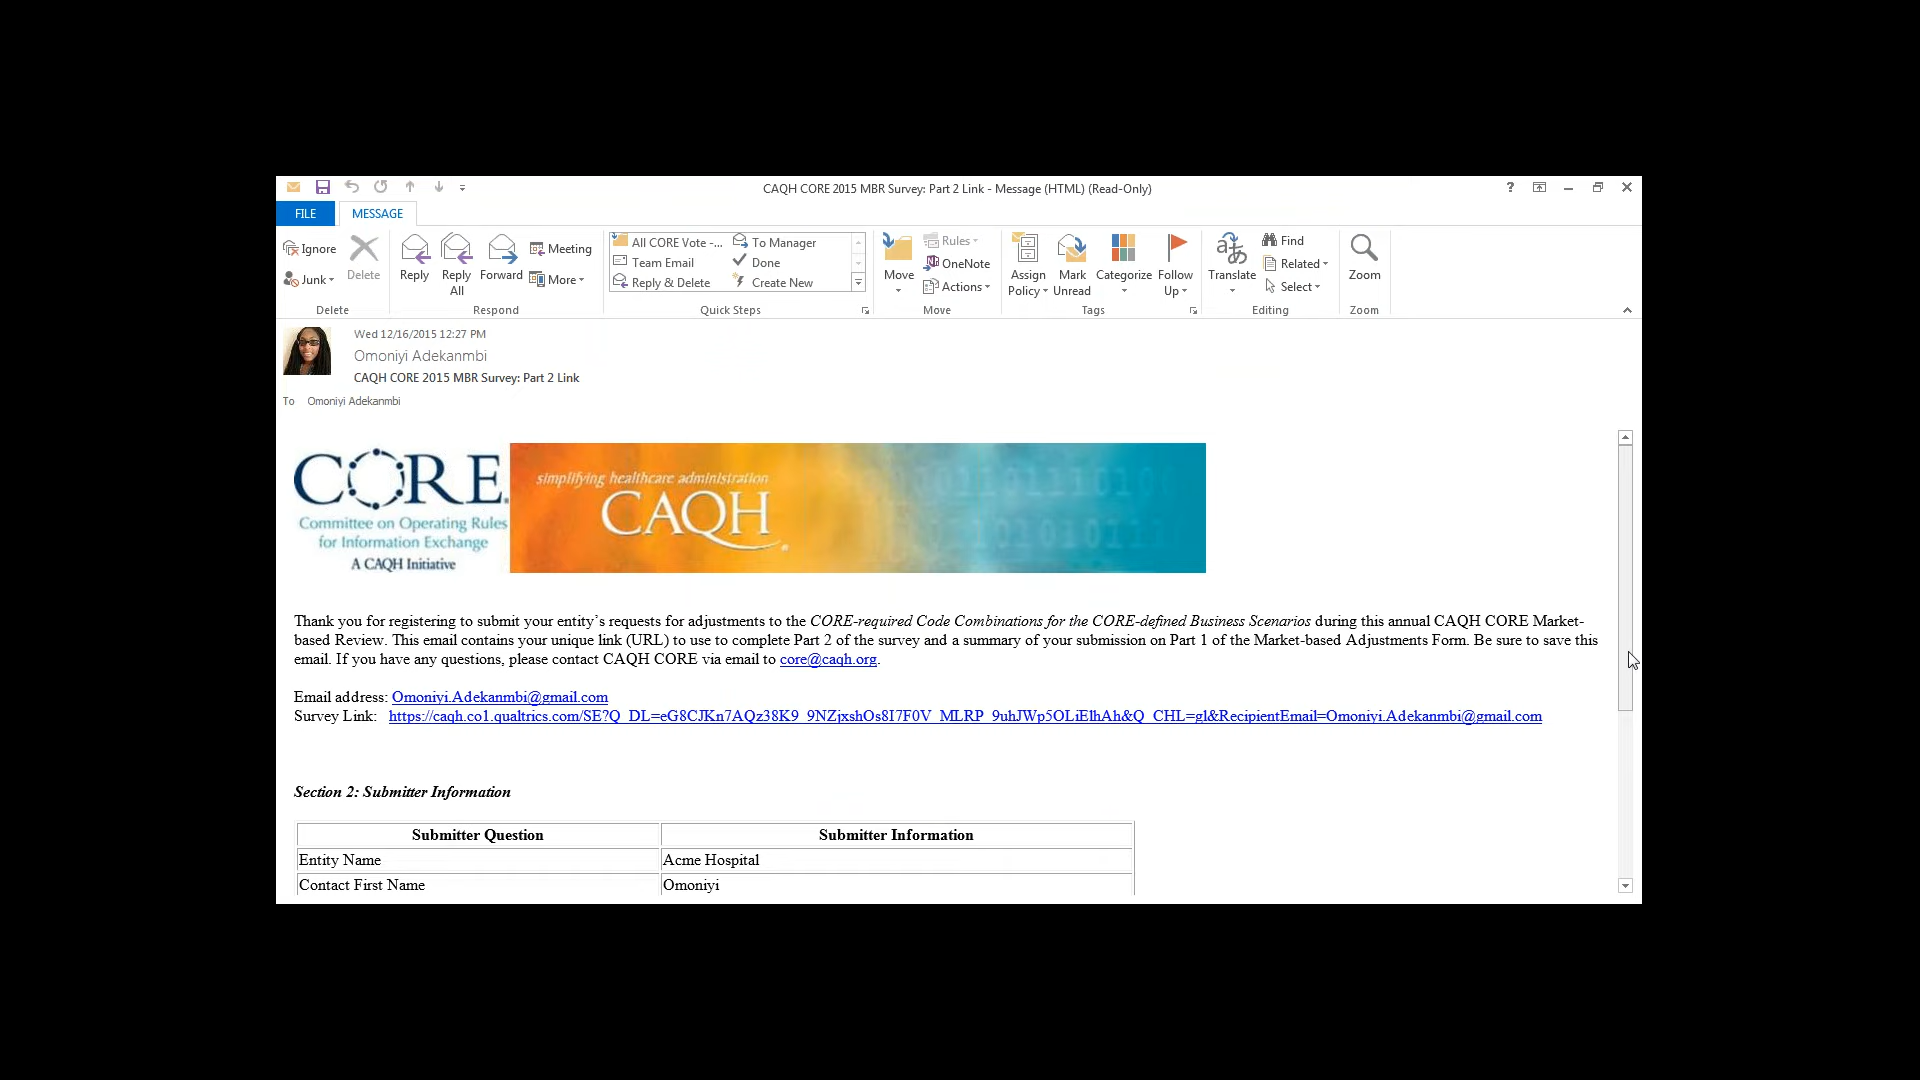 CAQH CORE 2015 MBR Survey: Part 2 Link - Message (HTML) (Read-Only)
?
FILE
MESSAGE
Ignore
Junk
Delete
Reply
Reply All
Forward
Meeting
More
All CORE Vote -...
To Manager
Team Email
Done
Reply & Delete
Create New
Move
Rules
OneNote
Actions
Assign Policy
Mark Unread
Categorize
Follow Up
Translate
Find
Related
Select
Zoom
Delete
Respond
Quick Steps
Move
Tags
Editing
Zoom
Wed 12/16/2015 12:27 PM
Omoniyi Adekanmbi
CAQH CORE 2015 MBR Survey: Part 2 Link
To Omoniyi Adekanmbi
CORE
Committee on Operating Rules
for Information Exchange
A CAQH Initiative
simplifying healthcare administration
CAQH
Thank you for registering to submit your entity’s requests for adjustments to the CORE-required Code Combinations for the CORE-defined Business Scenarios during this annual CAQH CORE Market-
based Review. This email contains your unique link (URL) to use to complete Part 2 of the survey and a summary of your submission on Part 1 of the Market-based Adjustments Form. Be sure to save this
email. If you have any questions, please contact CAQH CORE via email to core@caqh.org.
Email address: Omoniyi.Adekanmbi@gmail.com
Survey Link: https://caqh.co1.qualtrics.com/SE?Q_DL=eG8CJKn7AQz38K9_9NZjxshOs8I7F0V_MLRP_9uhJWp5OLiElhAh&Q_CHL=gl&RecipientEmail=Omoniyi.Adekanmbi@gmail.com
Section 2: Submitter Information
Submitter Question Submitter Information
Entity Name Acme Hospital
Contact First Name Omoniyi